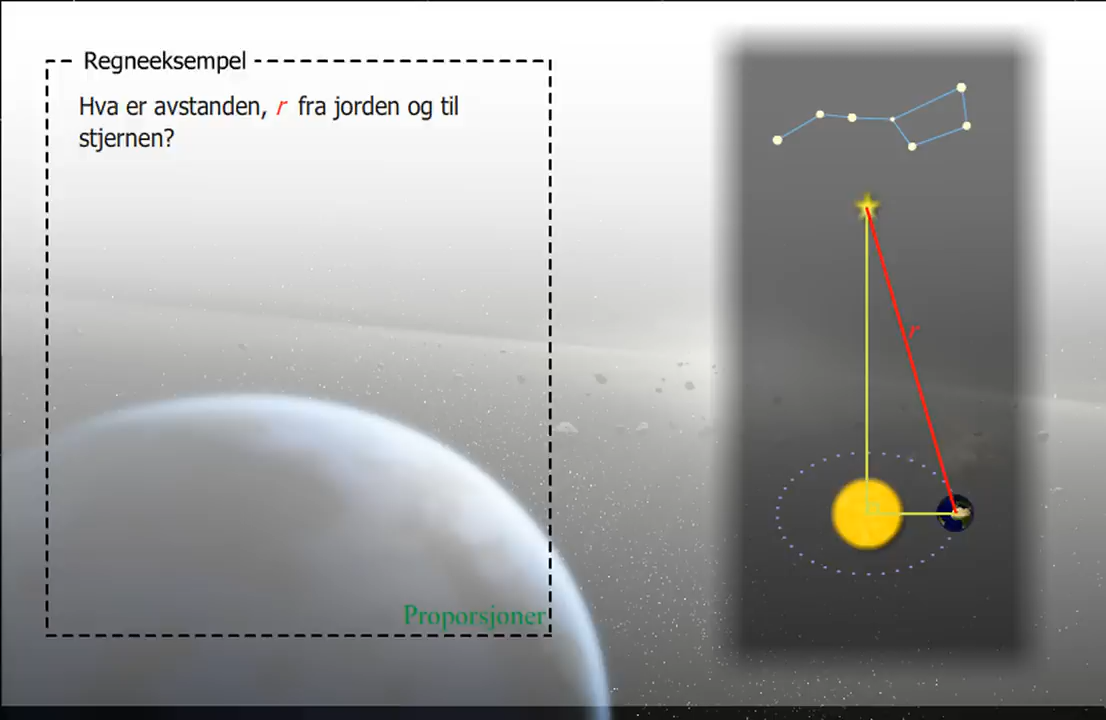 Regneeksempel
Hva er avstanden, r fra jorden og til
stjernen?
r
Proporsjoner